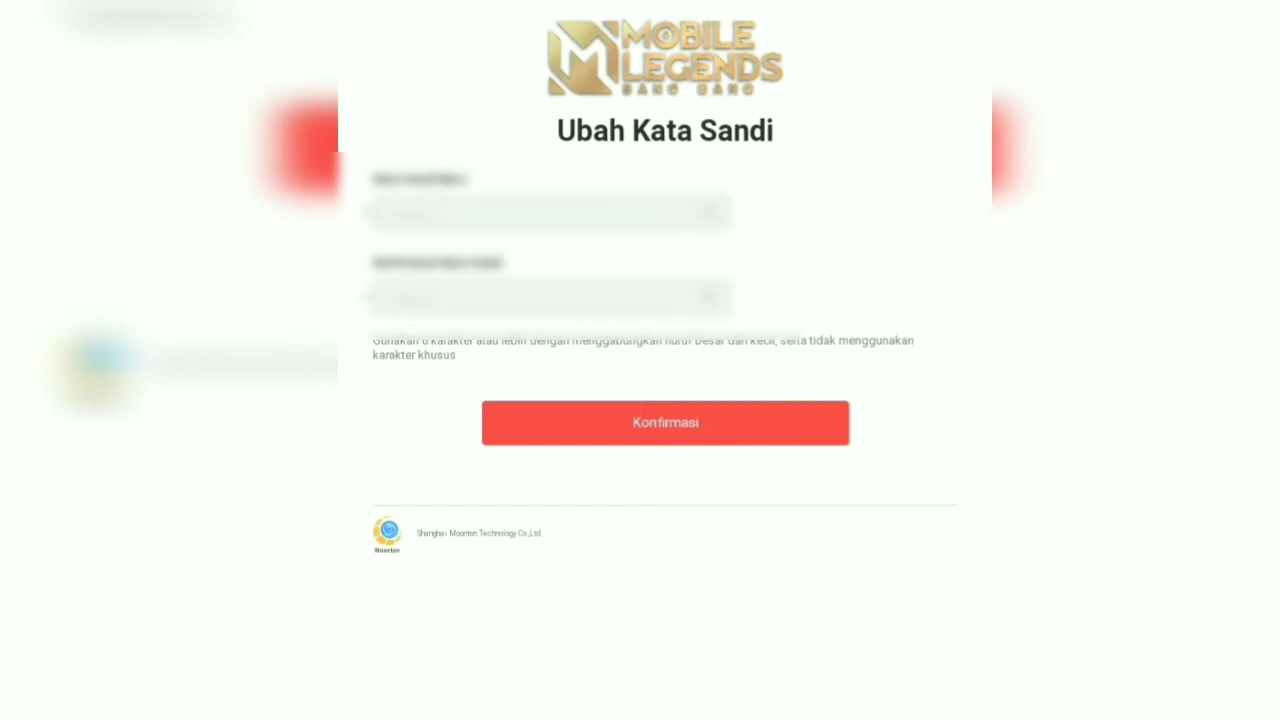 MOBILE
LEGENDS
BANG BANG
Ubah Kata Sandi
Gunakan 6 karakter atau lebih dengan menggabungkan huruf besar dan kecil, serta tidak menggunakan
karakter khusus
Konfirmasi
Moonton
Shanghai Moonton Technology Co.,Ltd